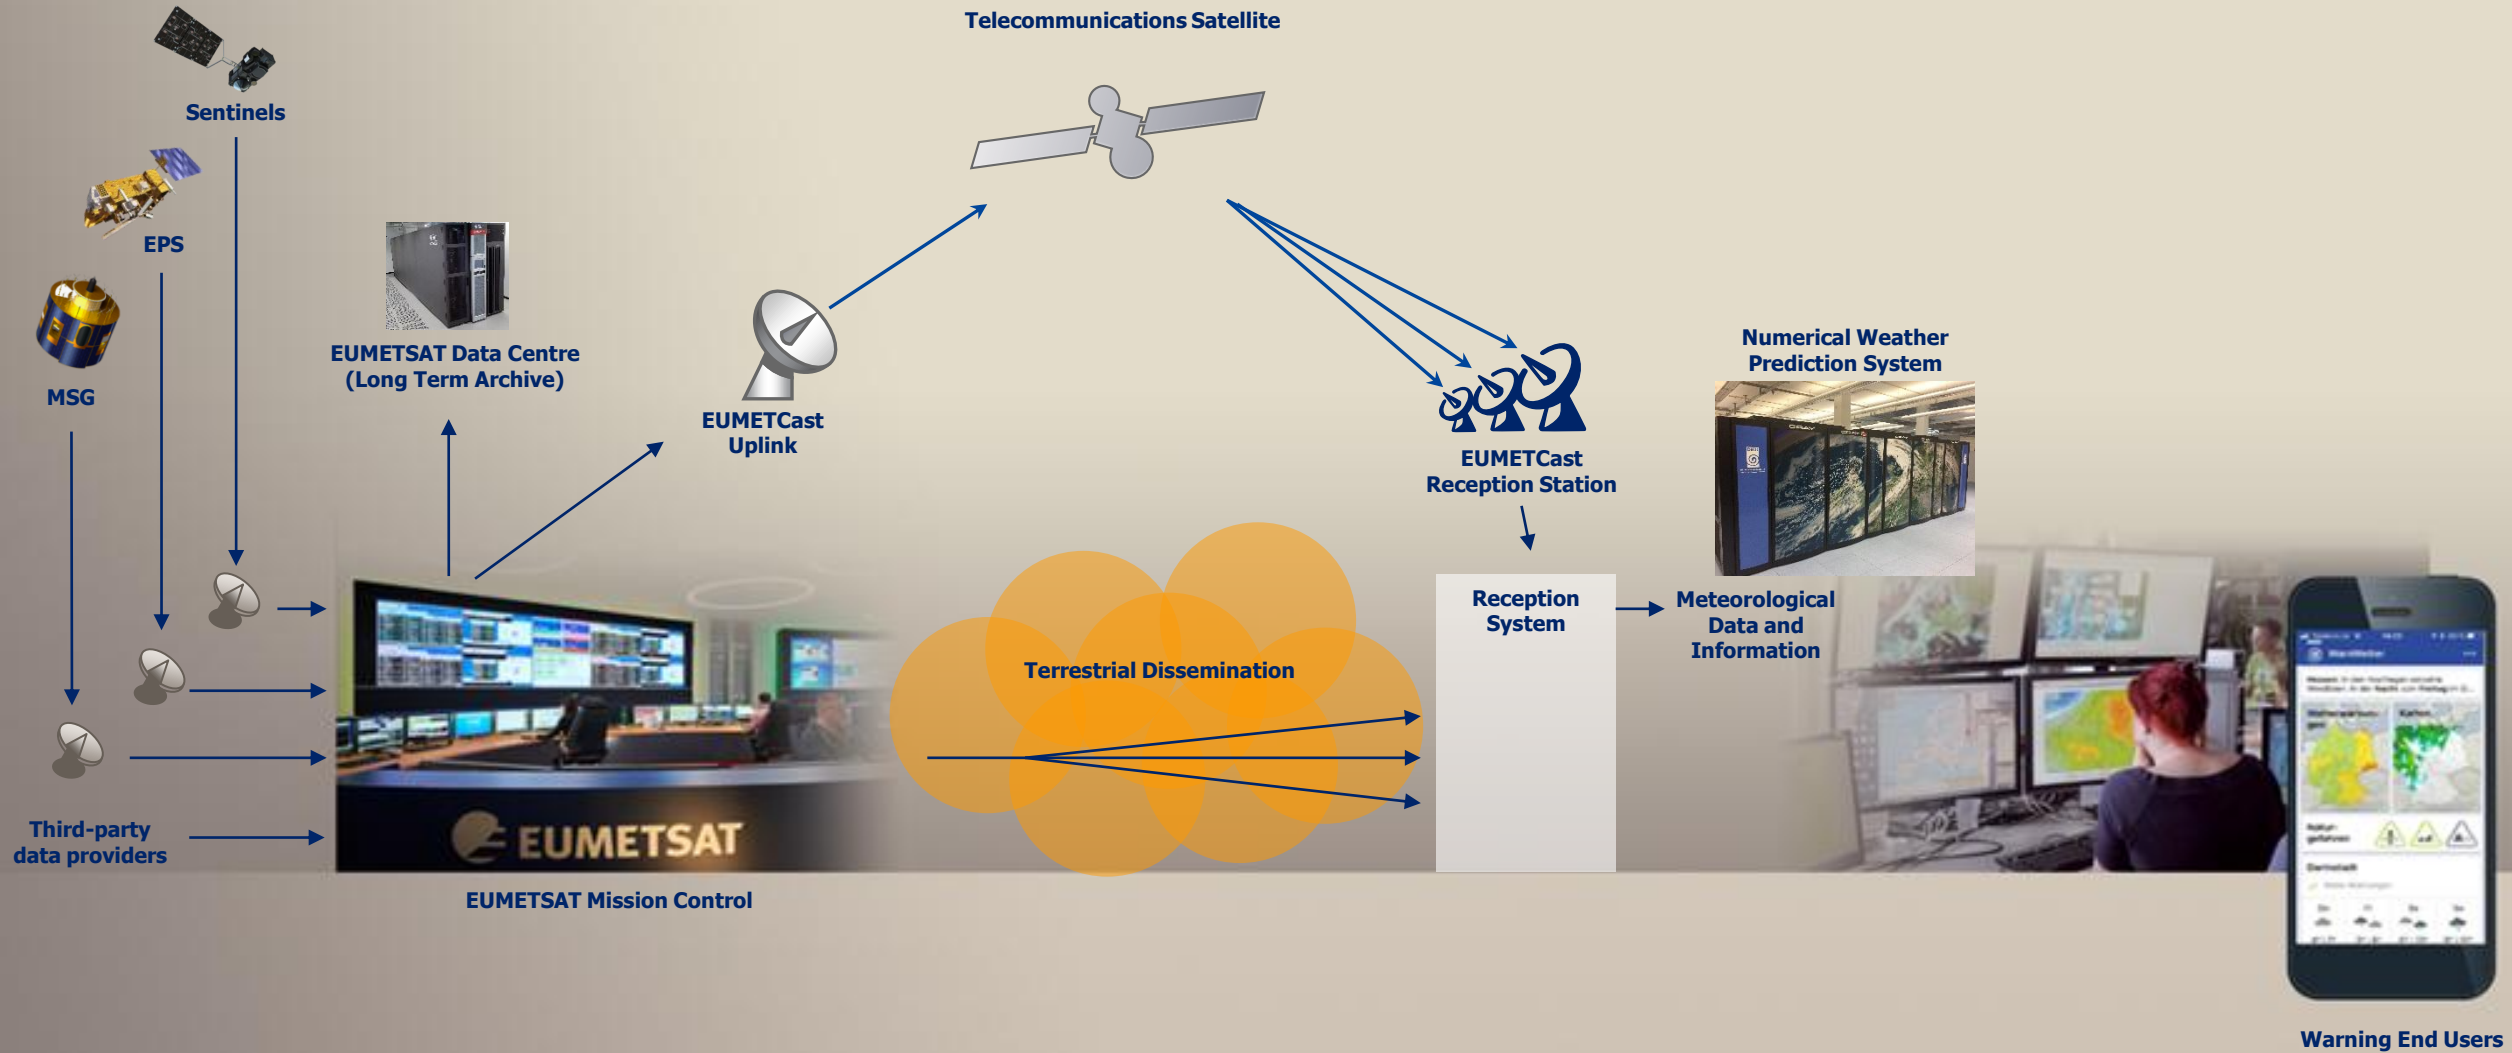 Telecommunications Satellite
Sentinels
EPS
MSG
EUMETSAT Data Centre
(Long Term Archive)
EUMETCast
Uplink
EUMETCast
Reception Station
Numerical Weather
Prediction System
Reception
System
Meteorological
Data and
Information
Terrestrial Dissemination
Third-party
data providers
EUMETSAT
EUMETSAT Mission Control
WarnWetter
Darmstadt
Warning End Users